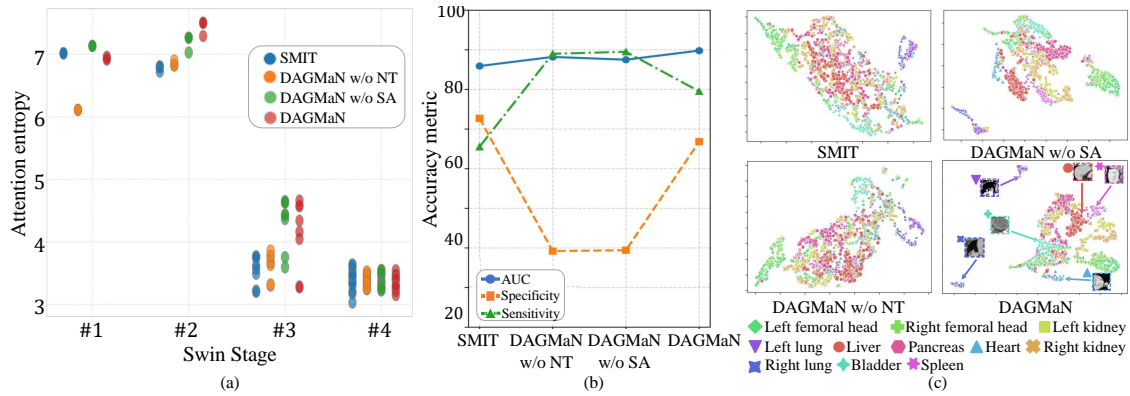 Attention entropy
7
6
5
4
3
SMIT
DAGMaN w/o NT
DAGMaN w/o SA
DAGMaN
#1 #2 #3 #4
Swin Stage
(a)
Accuracy metric
100
80
60
40
20
AUC
Specificity
Sensitivity
SMIT DAGMaN DAGMaN DAGMaN
w/o NT w/o SA
(b)
SMIT DAGMaN w/o SA
DAGMaN w/o NT DAGMaN
Left femoral head Right femoral head Left kidney
Left lung Liver Pancreas Heart Right kidney
Right lung Bladder Spleen
(c)